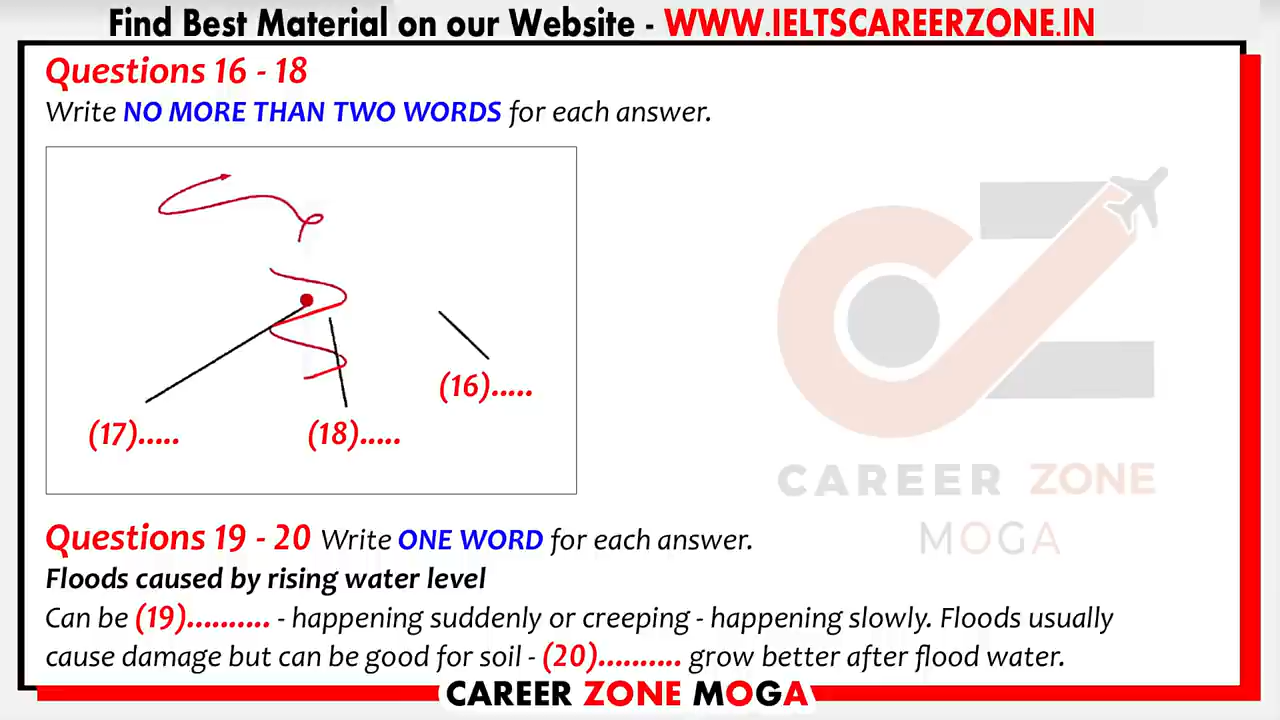 Find Best Material on our Website - WWW.IELTSCAREERZONE.IN
Questions 16 - 18
Write NO MORE THAN TWO WORDS for each answer.
(16).....
(17).....
(18).....
CAREER ZONE
MOGA
Questions 19 - 20 Write ONE WORD for each answer.
Floods caused by rising water level
Can be (19).......... - happening suddenly or creeping - happening slowly. Floods usually
cause damage but can be good for soil - (20).......... grow better after flood water.
CAREER ZONE MOGA